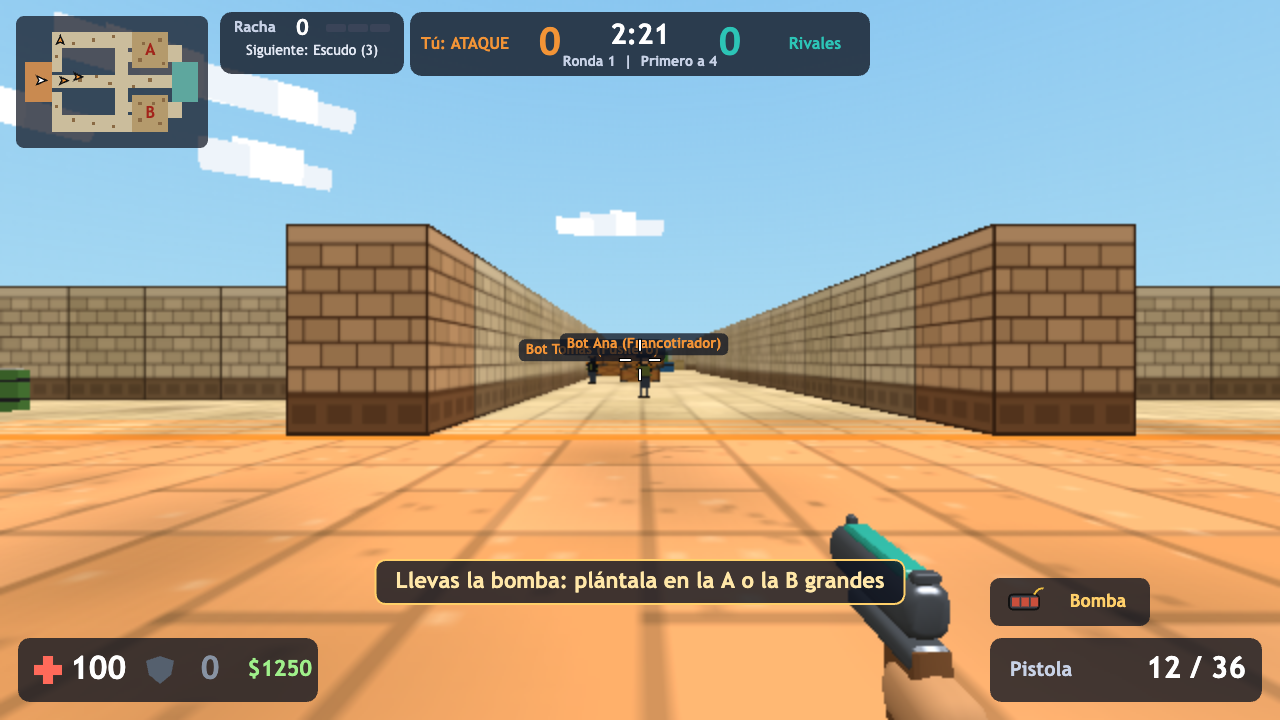 A
B
Racha 0
Siguiente: Escudo (3)
Tú: ATAQUE 0 2:21 0 Rivales
Ronda 1 | Primero a 4
Bot Ana (Francotirador)
Bot
Llevas la bomba: plántala en la A o la B grandes
Bomba
100 0 $1250
Pistola 12 / 36